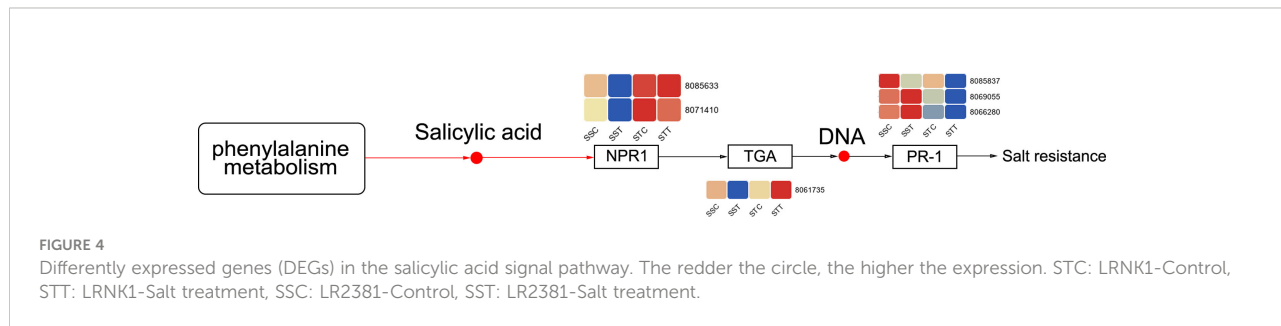 8085633
8071410
SSC SST STC STT
8085837
8069055
8066280
SSC SST STC STT
phenylalanine
metabolism
Salicylic acid
NPR1
TGA
DNA
PR-1
Salt resistance
8061735
SSC SST STC STT
FIGURE 4
Differently expressed genes (DEGs) in the salicylic acid signal pathway. The redder the circle, the higher the expression. STC: LRNK1-Control,
STT: LRNK1-Salt treatment, SSC: LR2381-Control, SST: LR2381-Salt treatment.